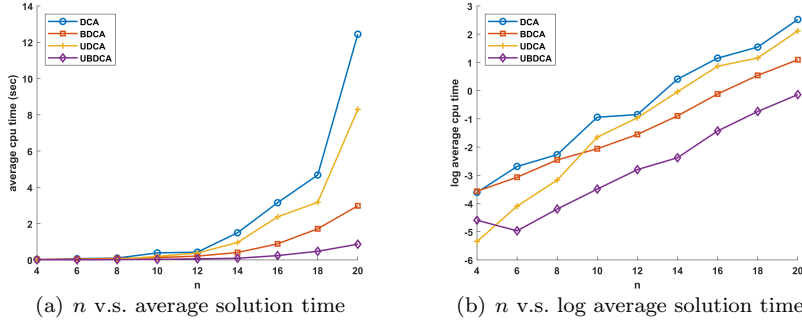 DCA
BDCA
UDCA
UBDCA
14
12
10
8
6
4
2
0
average cpu time (sec)
4 6 8 10 12 14 16 18 20
n
(a) n v.s. average solution time
DCA
BDCA
UDCA
UBDCA
3
2
1
0
-1
-2
-3
-4
-5
-6
log average cpu time
4 6 8 10 12 14 16 18 20
n
(b) n v.s. log average solution time